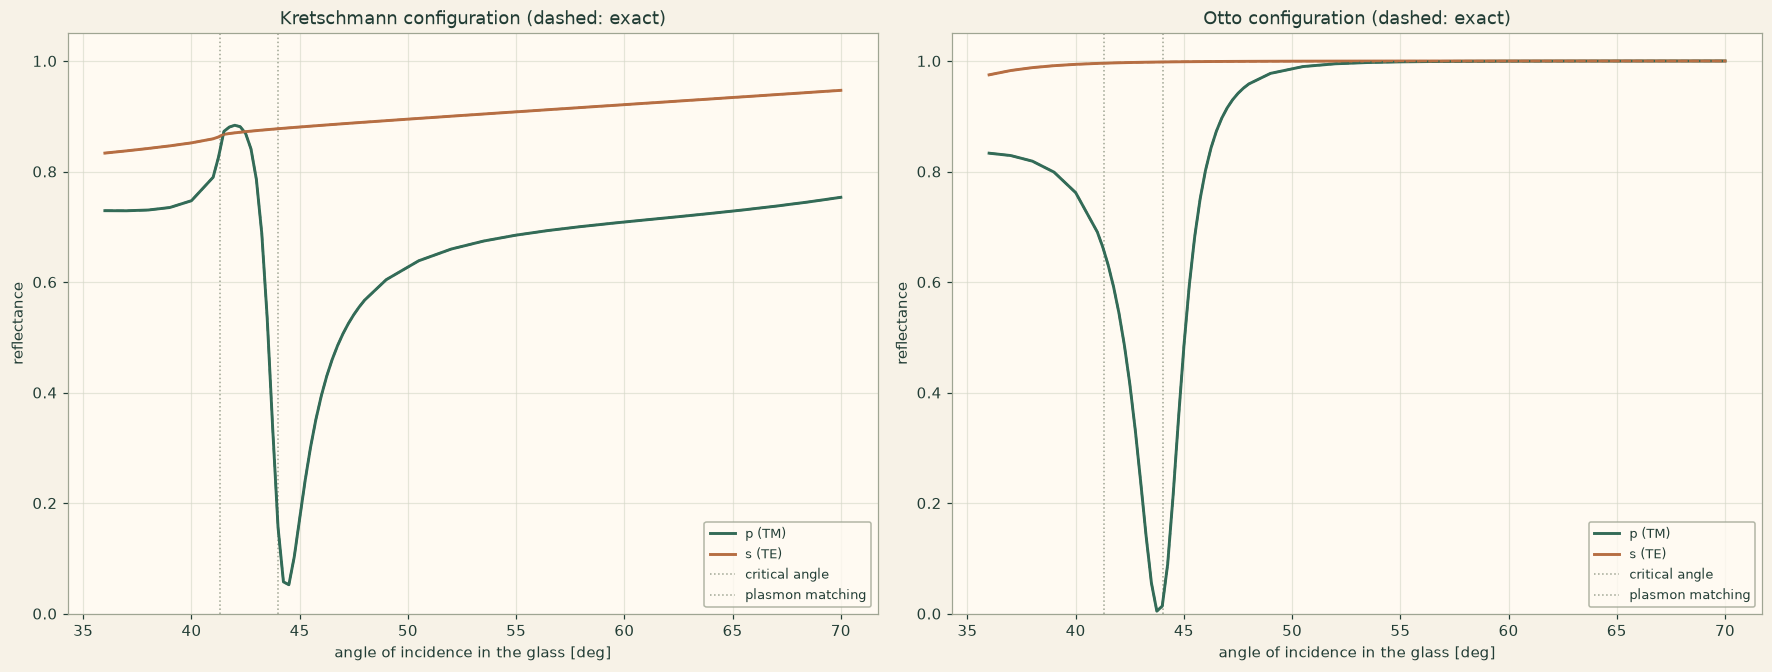 Kretschmann configuration (dashed: exact)
reflectance
1.0
0.8
0.6
0.4
0.2
0.0
35
40
45
50
55
60
65
70
angle of incidence in the glass [deg]
p (TM)
s (TE)
critical angle
plasmon matching
Otto configuration (dashed: exact)
reflectance
1.0
0.8
0.6
0.4
0.2
0.0
35
40
45
50
55
60
65
70
angle of incidence in the glass [deg]
p (TM)
s (TE)
critical angle
plasmon matching